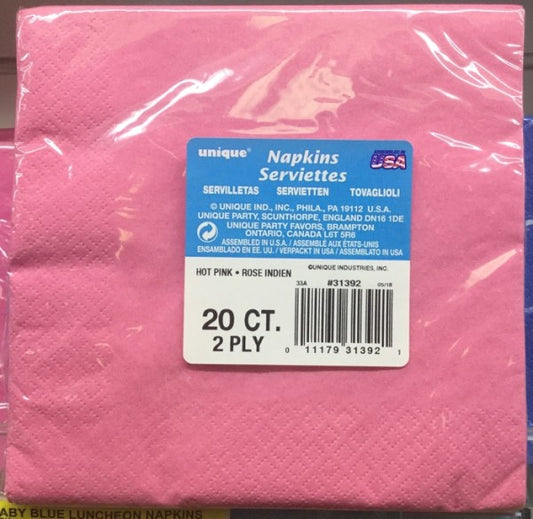 unique®
Napkins
Serviettes
ASSEMBLED IN
USA
SERVILLETAS SERVIETTEN TOVAGLIOLI
© UNIQUE IND., INC., PHILA., PA 19112 U.S.A.
UNIQUE PARTY, SCUNTHORPE, ENGLAND DN16 1DE
UNIQUE PARTY FAVORS, BRAMPTON
ONTARIO, CANADA L6T 5R6
ASSEMBLED IN U.S.A. / ASSEMBLÉ AUX ÉTATS-UNIS
ENSAMBLADO EN EE. UU. / VERPACKT IN USA / ASSEMBLATO IN USA
HOT PINK • ROSE INDIEN
©UNIQUE INDUSTRIES, INC.
33A #31392 05/18
20 CT.
2 PLY
0 11179 31392 1
ABY BLUE LUNCHEON NAPKINS